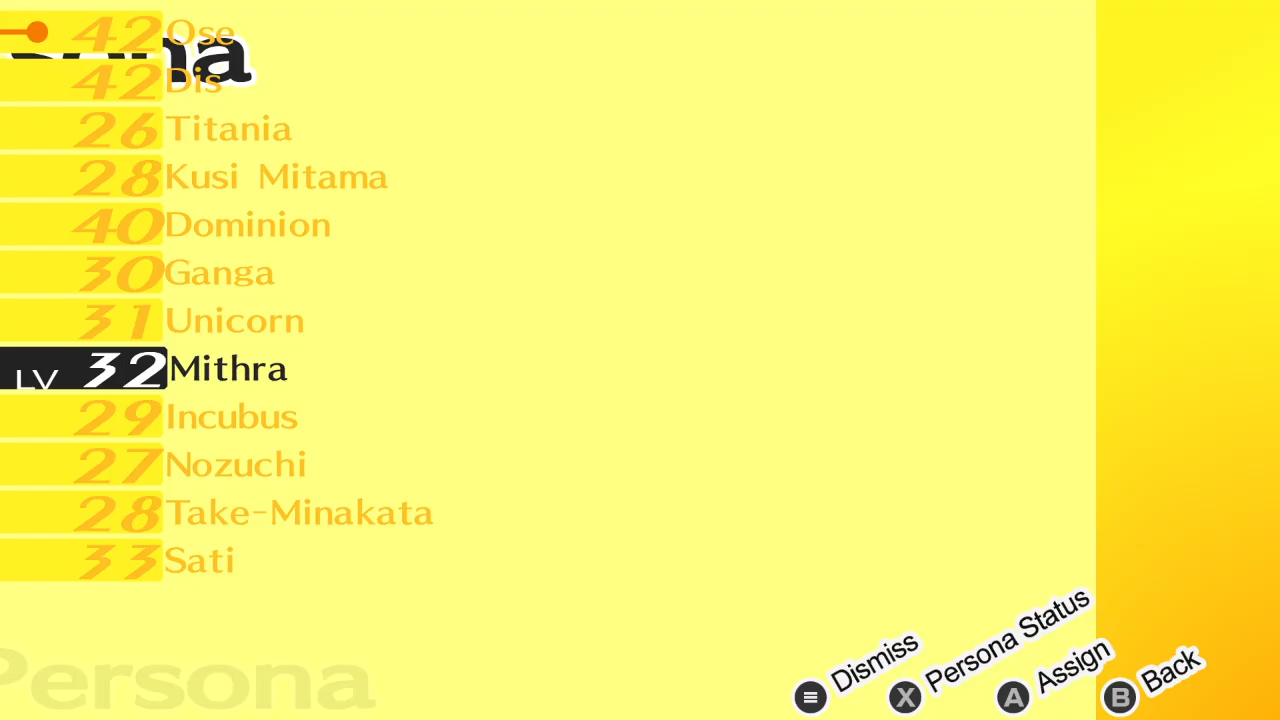 42 Ose
42 Dis
26 Titania
28 Kusi Mitama
40 Dominion
30 Ganga
31 Unicorn
LV 32 Mithra
29 Incubus
27 Nozuchi
28 Take-Minakata
33 Sati
Persona
Dismiss
X Persona Status
A Assign
B Back